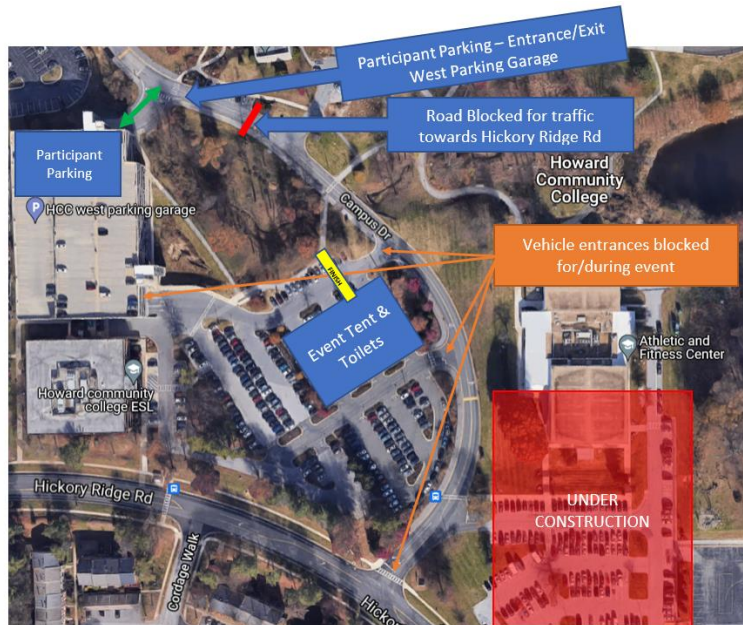 Participant Parking – Entrance/Exit
West Parking Garage
Road Blocked for traffic
towards Hickory Ridge Rd
Participant
Parking
Howard
Community
College
P
HCC west parking garage
Campus Dr
Vehicle entrances blocked
for/during event
FINISH
Event Tent &
Toilets
Athletic and
Fitness Center
Howard community
college ESL
Hickory Ridge Rd
UNDER
CONSTRUCTION
Cordage Walk
Hickor